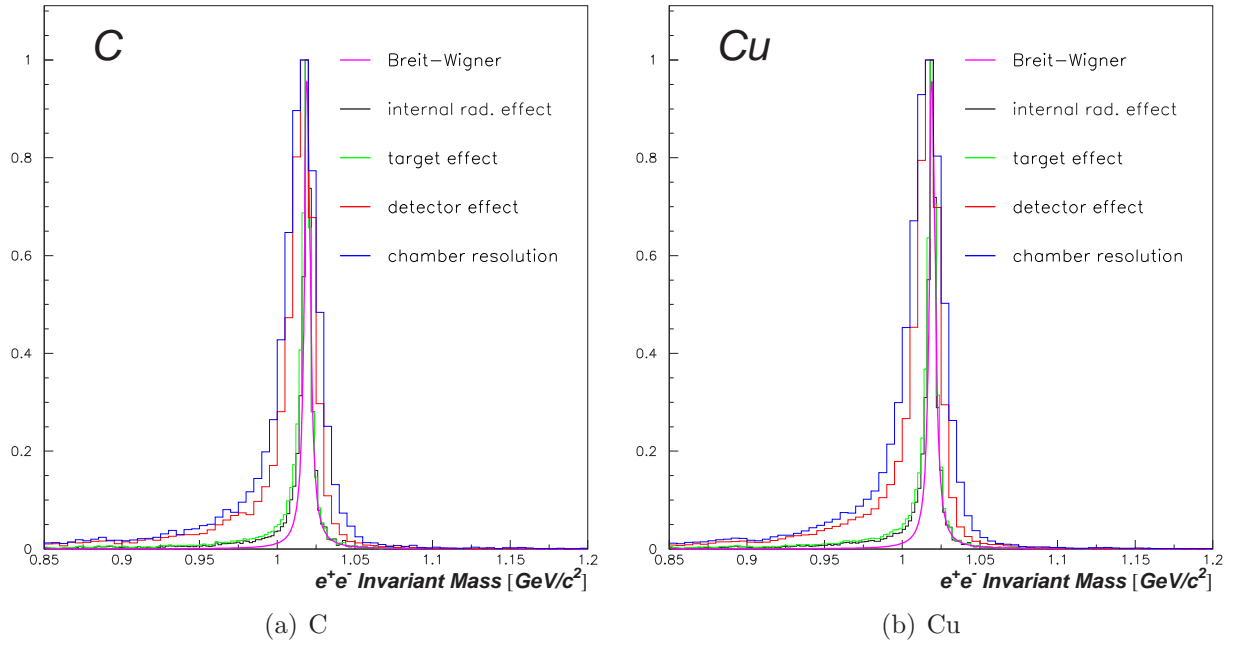 C
Breit-Wigner
internal rad. effect
target effect
detector effect
chamber resolution
1
0.8
0.6
0.4
0.2
0
0.85 0.9 0.95 1 1.05 1.1 1.15 1.2
e⁺e⁻ Invariant Mass [GeV/c²]
(a) C
Cu
Breit-Wigner
internal rad. effect
target effect
detector effect
chamber resolution
1
0.8
0.6
0.4
0.2
0
0.85 0.9 0.95 1 1.05 1.1 1.15 1.2
e⁺e⁻ Invariant Mass [GeV/c²]
(b) Cu